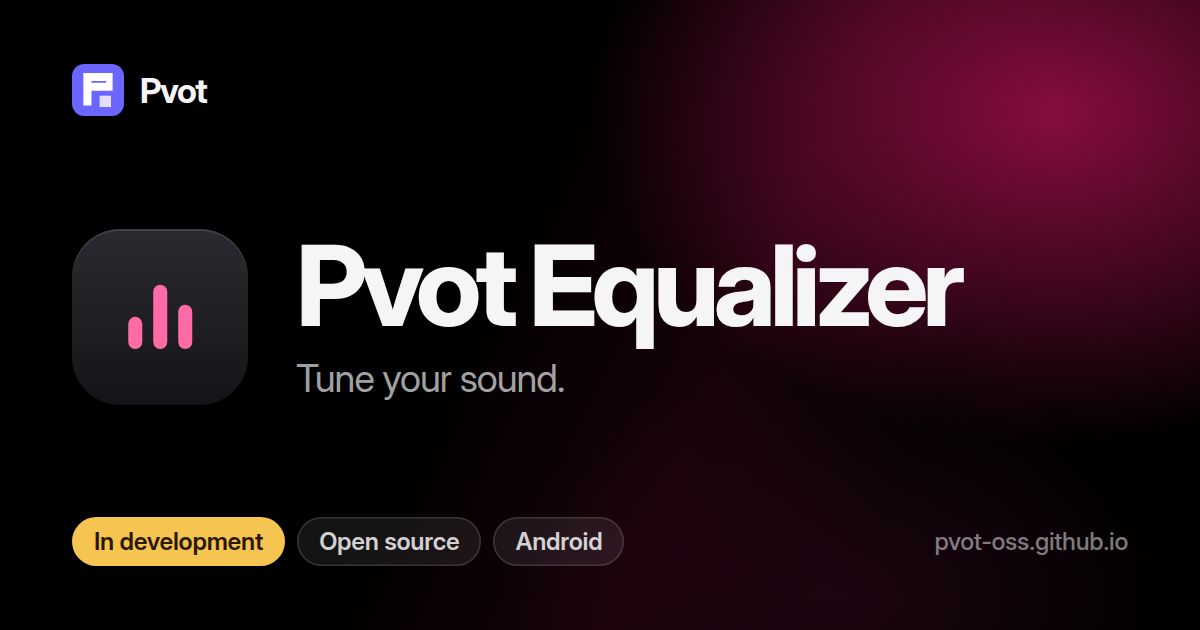 Pvot
Pvot Equalizer
Tune your sound.
In development
Open source
Android
pvot-oss.github.io